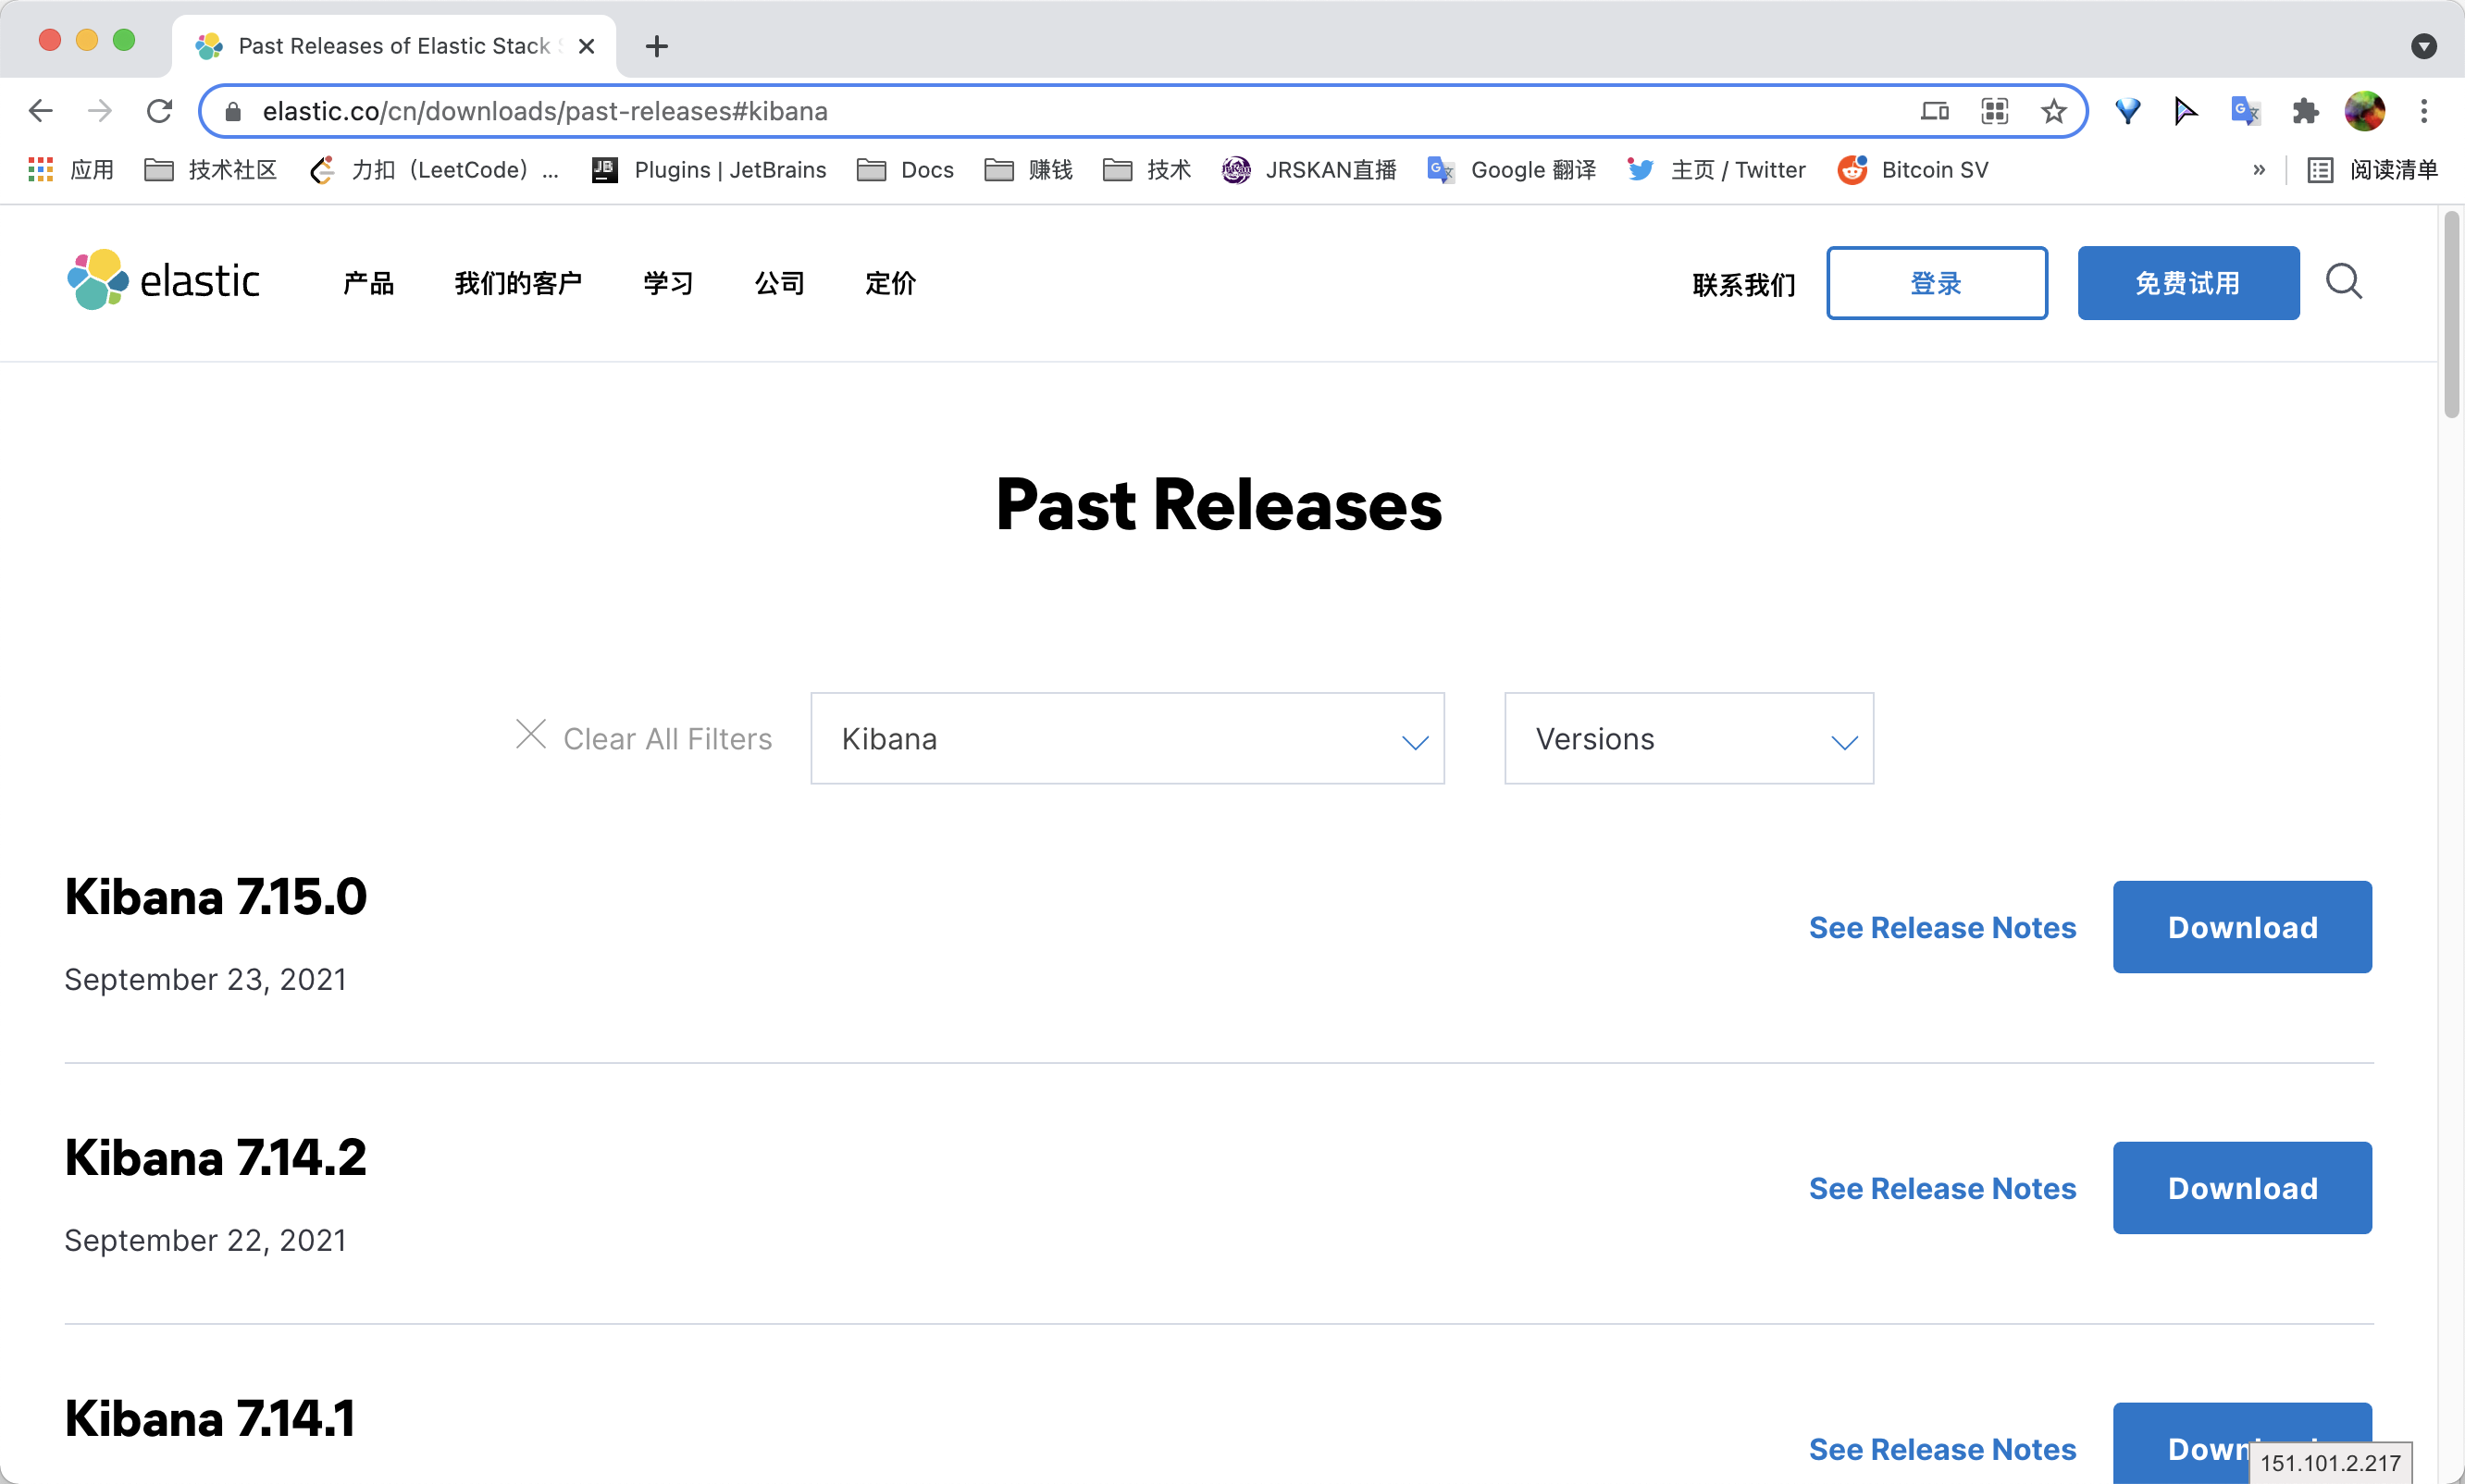 Past Releases of Elastic Stack
elastic.co/cn/downloads/past-releases#kibana
应用 技术社区 力扣（LeetCode）... JB Plugins | JetBrains Docs 赚钱 技术 JRSKAN直播 Google 翻译 主页 / Twitter Bitcoin SV » 阅读清单
elastic 产品 我们的客户 学习 公司 定价 联系我们 登录 免费试用
Past Releases
Clear All Filters Kibana Versions
Kibana 7.15.0
See Release Notes Download
September 23, 2021
Kibana 7.14.2
See Release Notes Download
September 22, 2021
Kibana 7.14.1
See Release Notes
151.101.2.217